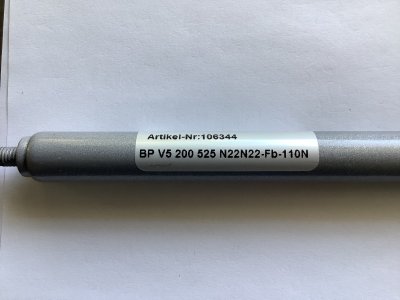 Artikel-Nr:106344
BP V5 200 525 N22N22-Fb-110N